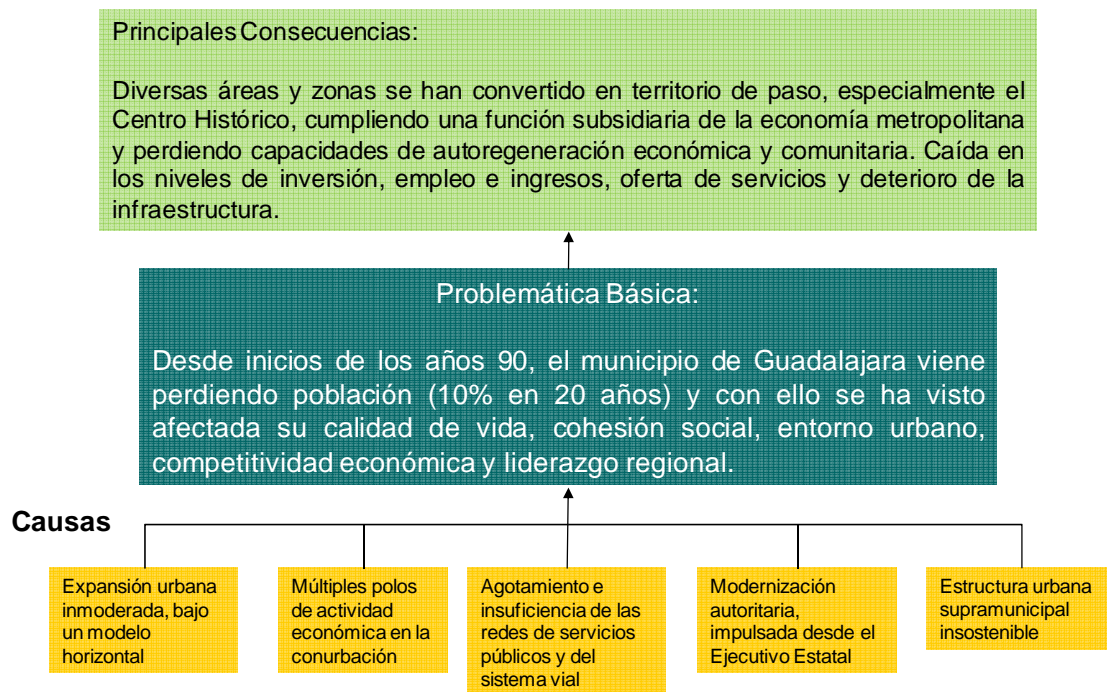 Principales Consecuencias:
Diversas áreas y zonas se han convertido en territorio de paso, especialmente el
Centro Histórico, cumpliendo una función subsidiaria de la economía metropolitana
y perdiendo capacidades de autoregeneración económica y comunitaria. Caída en
los niveles de inversión, empleo e ingresos, oferta de servicios y deterioro de la
infraestructura.
Problemática Básica:
Desde inicios de los años 90, el municipio de Guadalajara viene
perdiendo población (10% en 20 años) y con ello se ha visto
afectada su calidad de vida, cohesión social, entorno urbano,
competitividad económica y liderazgo regional.
Causas
Expansión urbana
inmoderada, bajo
un modelo
horizontal
Múltiples polos
de actividad
económica en la
conurbación
Agotamiento e
insuficiencia de las
redes de servicios
públicos y del
sistema vial
Modernización
autoritaria,
impulsada desde el
Ejecutivo Estatal
Estructura urbana
supramunicipal
insostenible